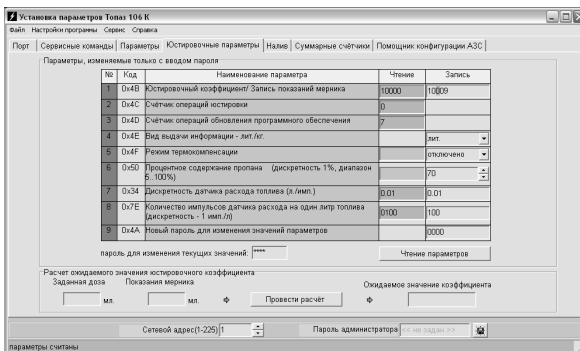 Установка параметров Топаз 106 К
Файл Настройки программы Сервис Справка
Порт Сервисные команды Параметры Юстировочные параметры Налив Суммарные счётчики Помощник конфигурации АЗС
Параметры, изменяемые только с вводом пароля
№ Код Наименование параметра Чтение Запись
1 0x4B Юстировочный коэффициент/ Запись показаний мерника 10000 10009
2 0x4C Счётчик операций юстировки 0
3 0x4D Счётчик операций обновления программного обеспечения 7
4 0x4E Вид выдачи информации - лит./кг. лит.
5 0x4F Режим термокомпенсации отключено
6 0x50 Процентное содержание пропана (дискретность 1%, диапазон 5..100%) 70
7 0x34 Дискретность датчика расхода топлива (л./имп.) 0.01 0.01
8 0x7E Количество импульсов датчика расхода на один литр топлива (дискретность - 1 имп./л) 0100 100
9 0x4A Новый пароль для изменения значений параметров 0000
пароль для изменения текущих значений: **** Чтение параметров
Расчет ожидаемого значения юстировочного коэффициента
Заданная доза Показания мерника Ожидаемое значение коэффициента
мл. мл. Провести расчёт
Сетевой адрес(1-225) 1 Пароль администратора << не задан >>
параметры считаны